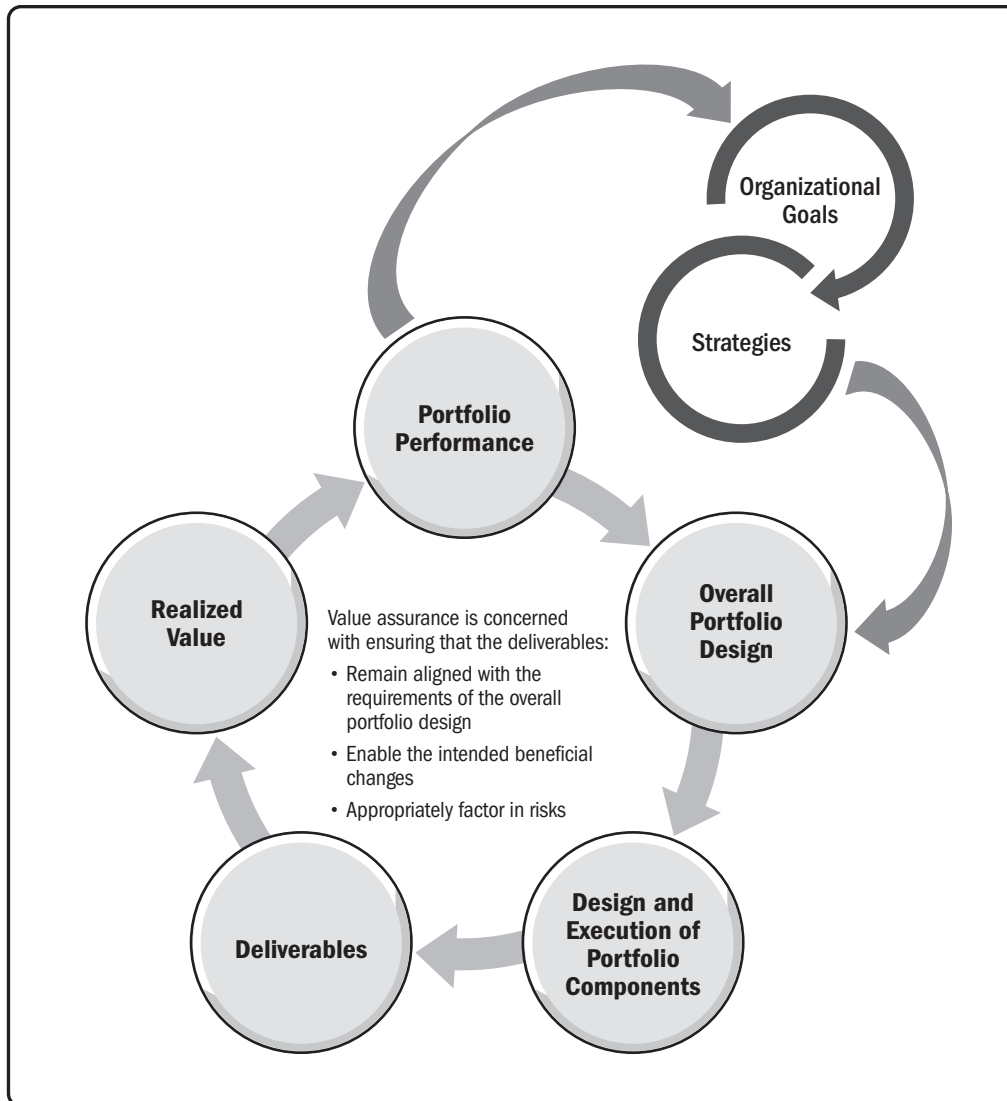 Organizational
Goals
Strategies
Portfolio
Performance
Overall
Portfolio
Design
Design and
Execution of
Portfolio
Components
Deliverables
Realized
Value
Value assurance is concerned
with ensuring that the deliverables:
• Remain aligned with the
requirements of the overall
portfolio design
• Enable the intended beneficial
changes
• Appropriately factor in risks